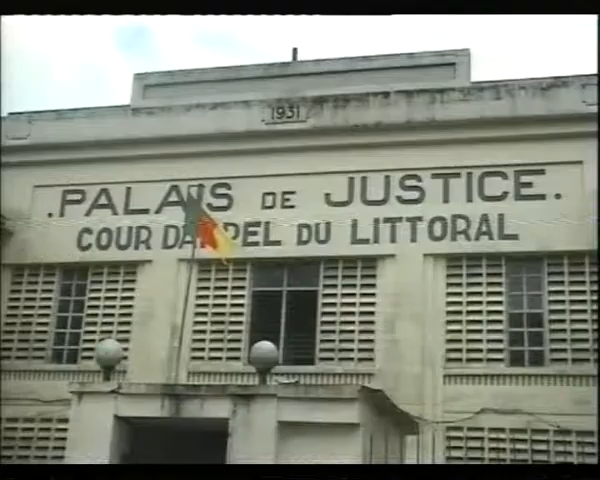 1931
.PALAIS DE JUSTICE.
COUR D'APPEL DU LITTORAL